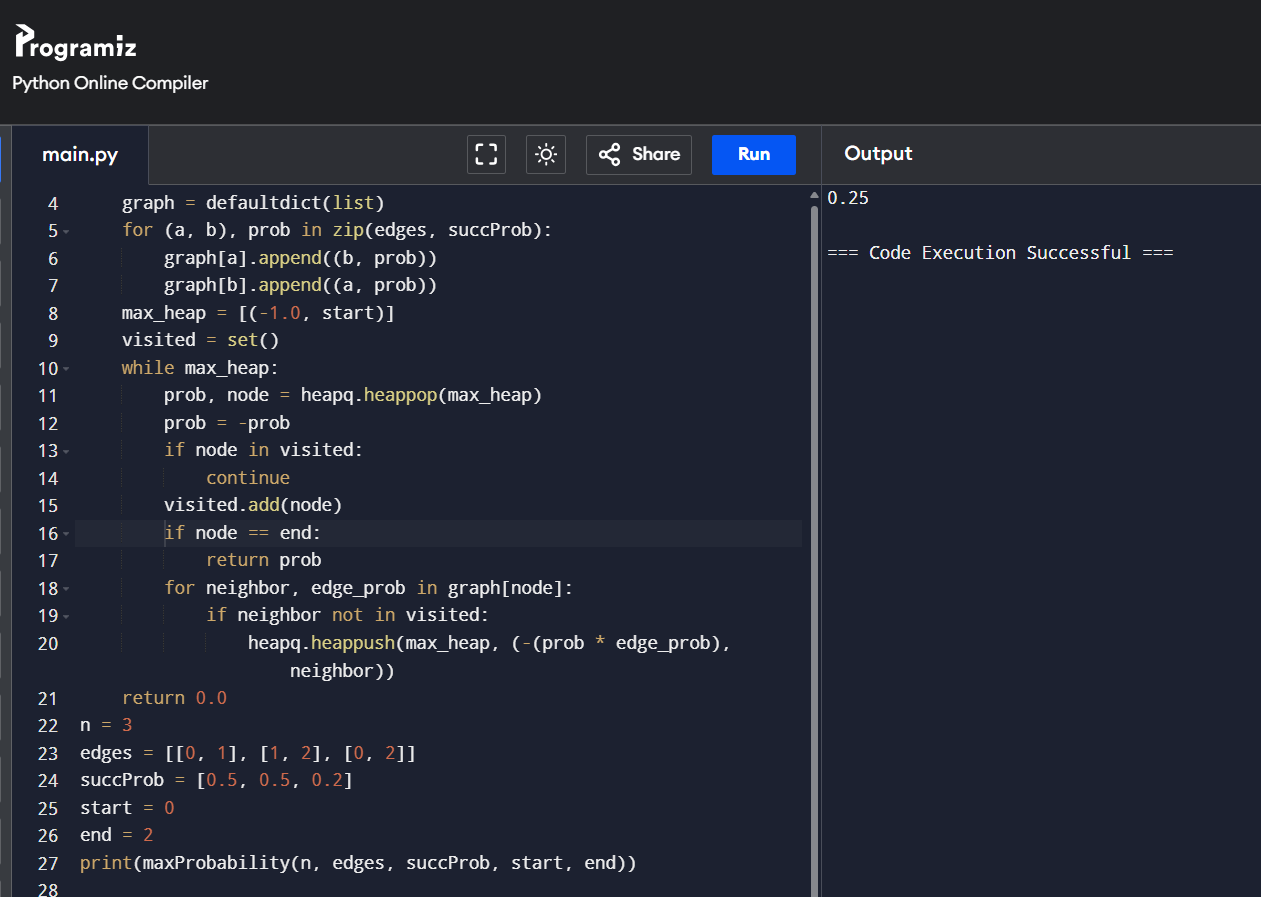 Programiz
Python Online Compiler
main.py
Share
Run
Output
4 graph = defaultdict(list)
5 for (a, b), prob in zip(edges, succProb):
6 graph[a].append((b, prob))
7 graph[b].append((a, prob))
8 max_heap = [(-1.0, start)]
9 visited = set()
10 while max_heap:
11 prob, node = heapq.heappop(max_heap)
12 prob = -prob
13 if node in visited:
14 continue
15 visited.add(node)
16 if node == end:
17 return prob
18 for neighbor, edge_prob in graph[node]:
19 if neighbor not in visited:
20 heapq.heappush(max_heap, (-(prob * edge_prob),
neighbor))
21 return 0.0
22 n = 3
23 edges = [[0, 1], [1, 2], [0, 2]]
24 succProb = [0.5, 0.5, 0.2]
25 start = 0
26 end = 2
27 print(maxProbability(n, edges, succProb, start, end))
28
0.25
=== Code Execution Successful ===